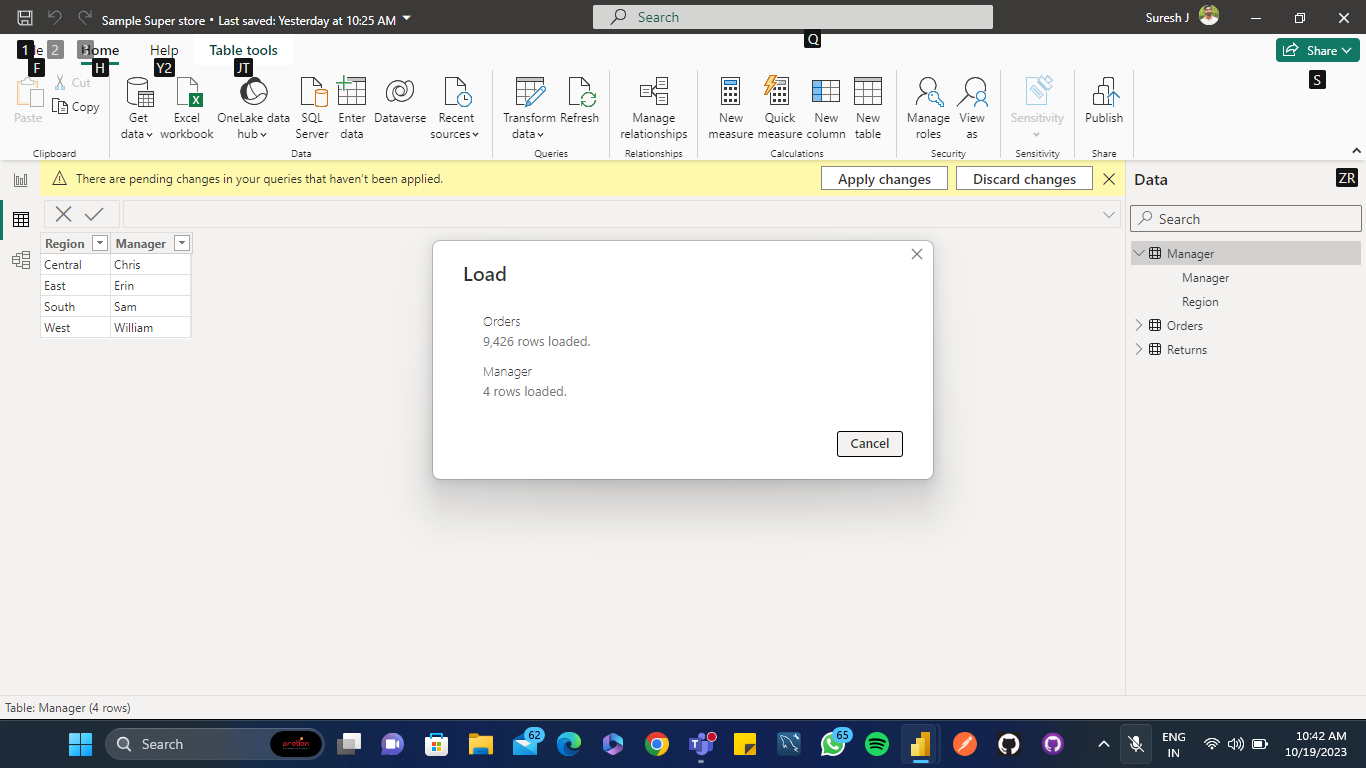 Sample Super store • Last saved: Yesterday at 10:25 AM
Search
Suresh J
Q
1 2
Home
Help
Table tools
Share
F
H
Y2
JT
S
Paste
Cut
Copy
Clipboard
Get data
Excel workbook
OneLake data hub
SQL Server
Enter data
Dataverse
Recent sources
Data
Transform data
Refresh
Queries
Manage relationships
Relationships
New measure
Quick measure
New column
New table
Calculations
Manage roles
View as
Security
Sensitivity
Sensitivity
Publish
Share
There are pending changes in your queries that haven't been applied.
Apply changes
Discard changes
Data
ZR
Search
Region
Manager
Central
Chris
East
Erin
South
Sam
West
William
Load
Orders
9,426 rows loaded.
Manager
4 rows loaded.
Cancel
Manager
Manager
Region
Orders
Returns
Table: Manager (4 rows)
Search
62
65
ENG
IN
10:42 AM
10/19/2023